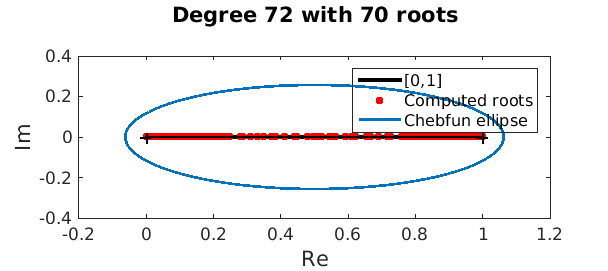 Degree 72 with 70 roots
0.4
0.2
0
-0.2
-0.4
Im
[0,1]
Computed roots
Chebfun ellipse
-0.2 0 0.2 0.4 0.6 0.8 1 1.2
Re